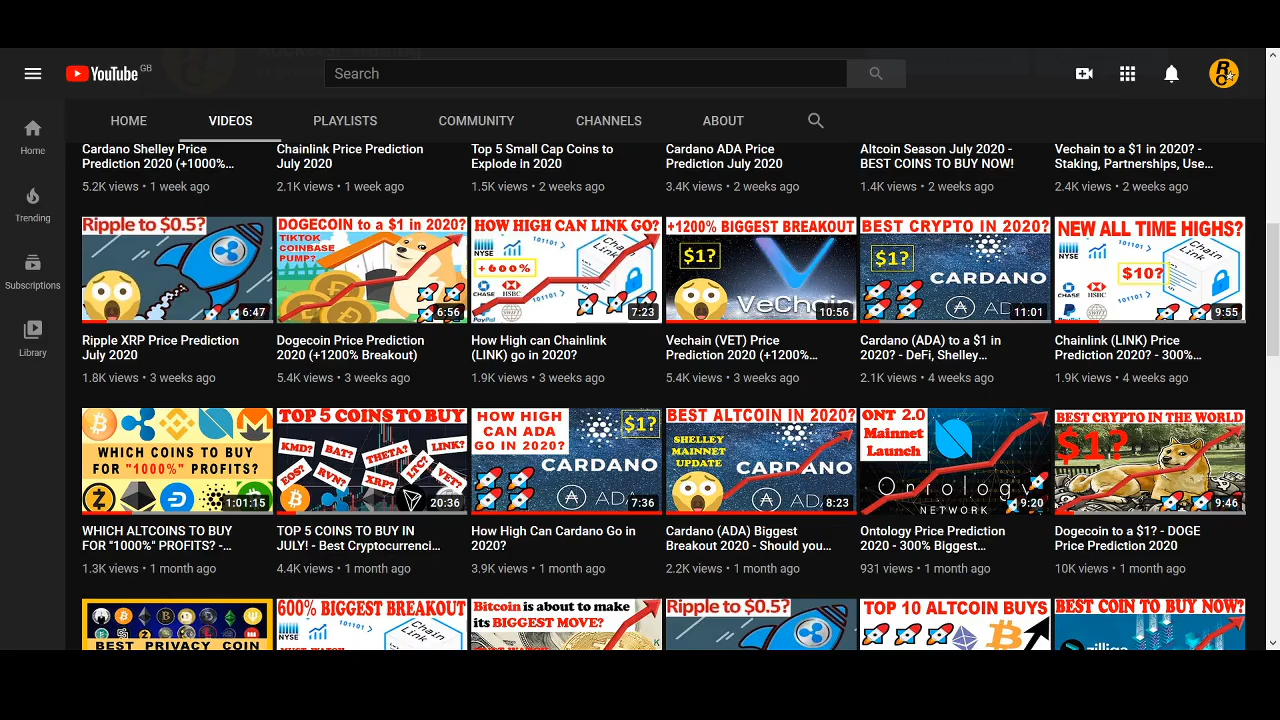 YouTube GB
Search
HOME
VIDEOS
PLAYLISTS
COMMUNITY
CHANNELS
ABOUT
Home
Trending
Subscriptions
Library
Cardano Shelley Price
Prediction 2020 (+1000%...
5.2K views • 1 week ago
Chainlink Price Prediction
July 2020
2.1K views • 1 week ago
Top 5 Small Cap Coins to
Explode in 2020
1.5K views • 2 weeks ago
Cardano ADA Price
Prediction July 2020
3.4K views • 2 weeks ago
Altcoin Season July 2020 -
BEST COINS TO BUY NOW!
1.4K views • 2 weeks ago
Vechain to a $1 in 2020? -
Staking, Partnerships, Use...
2.4K views • 2 weeks ago
Ripple to $0.5?
6:47
Ripple XRP Price Prediction
July 2020
1.8K views • 3 weeks ago
DOGECOIN to a $1 in 2020?
TIKTOK
COINBASE
PUMP?
6:56
Dogecoin Price Prediction
2020 (+1200% Breakout)
5.4K views • 3 weeks ago
HOW HIGH CAN LINK GO?
NYSE
101101
Chain
Link
+600%
CHASE
HSBC
101101
PayPal
SWIFT
7:23
How High can Chainlink
(LINK) go in 2020?
1.9K views • 3 weeks ago
+1200% BIGGEST BREAKOUT
$1?
VeChain
10:56
Vechain (VET) Price
Prediction 2020 (+1200%...
5.4K views • 3 weeks ago
BEST CRYPTO IN 2020?
$1?
CARDANO
ADA
11:01
Cardano (ADA) to a $1 in
2020? - DeFi, Shelley...
2.1K views • 4 weeks ago
NEW ALL TIME HIGHS?
NYSE
101101
Chain
Link
$10?
CHASE
HSBC
101101
SWIFT
9:55
Chainlink (LINK) Price
Prediction 2020? - 300%...
1.9K views • 4 weeks ago
WHICH COINS TO BUY
FOR "1000%" PROFITS?
1:01:15
WHICH ALTCOINS TO BUY
FOR "1000%" PROFITS? -...
1.3K views • 1 month ago
TOP 5 COINS TO BUY
KMD?
BAT?
THETA?
LINK?
EOS?
RVN?
XRP?
LTC?
VET?
20:36
TOP 5 COINS TO BUY IN
JULY! - Best Cryptocurrenci...
4.4K views • 1 month ago
HOW HIGH
CAN ADA
GO IN 2020?
$1?
CARDANO
ADA
7:36
How High Can Cardano Go in
2020?
3.9K views • 1 month ago
BEST ALTCOIN IN 2020?
SHELLEY
MAINNET
UPDATE
CARDANO
ADA
8:23
Cardano (ADA) Biggest
Breakout 2020 - Should you...
2.2K views • 1 month ago
ONT 2.0
Mainnet
Launch
Ontology
NETWORK
9:20
Ontology Price Prediction
2020 - 300% Biggest...
931 views • 1 month ago
BEST CRYPTO IN THE WORLD
$1?
9:46
Dogecoin to a $1? - DOGE
Price Prediction 2020
10K views • 1 month ago
BEST PRIVACY COIN
600% BIGGEST BREAKOUT
NYSE
101101
Chain
Link
Bitcoin is about to make
its BIGGEST MOVE?
Ripple to $0.5?
TOP 10 ALTCOIN BUYS
BEST COIN TO BUY NOW?
zilliqa